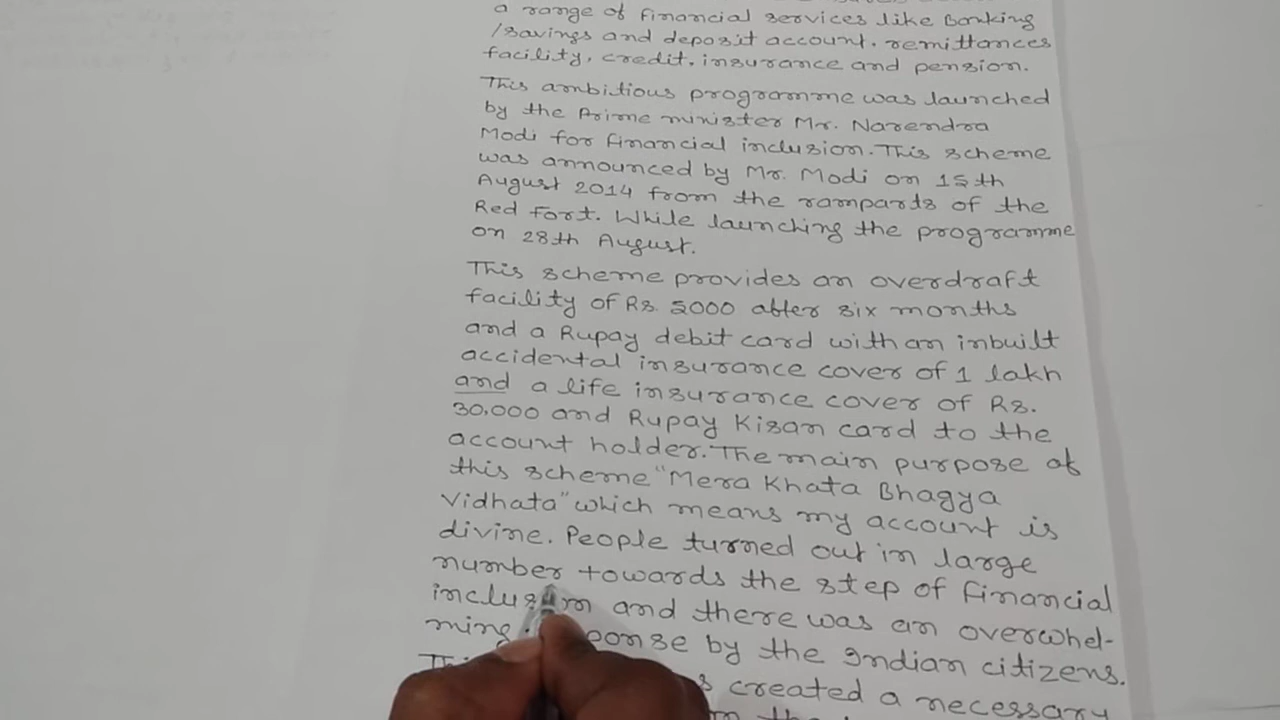 a range of financial services like Banking
/savings and deposit account. remittances
facility, credit. insurance and pension.
This ambitious programme was launched
by the Prime minister Mr. Narendra
Modi for financial inclusion. This scheme
was announced by Mr. Modi on 15th
August 2014 from the ramparts of the
Red Fort. While launching the programme
on 28th August.
This scheme provides an overdraft
facility of Rs. 5000 after six months
and a Rupay debit card with an inbuilt
accidental insurance cover of 1 lakh
and a life insurance cover of Rs.
30,000 and Rupay Kisan card to the
account holder. The main purpose of
this scheme "Mera Khata Bhagya
Vidhata" which means my account is
divine. People turned out in large
number towards the step of financial
and there was an overwhel-
ming by the Indian citizens.
created a necessary